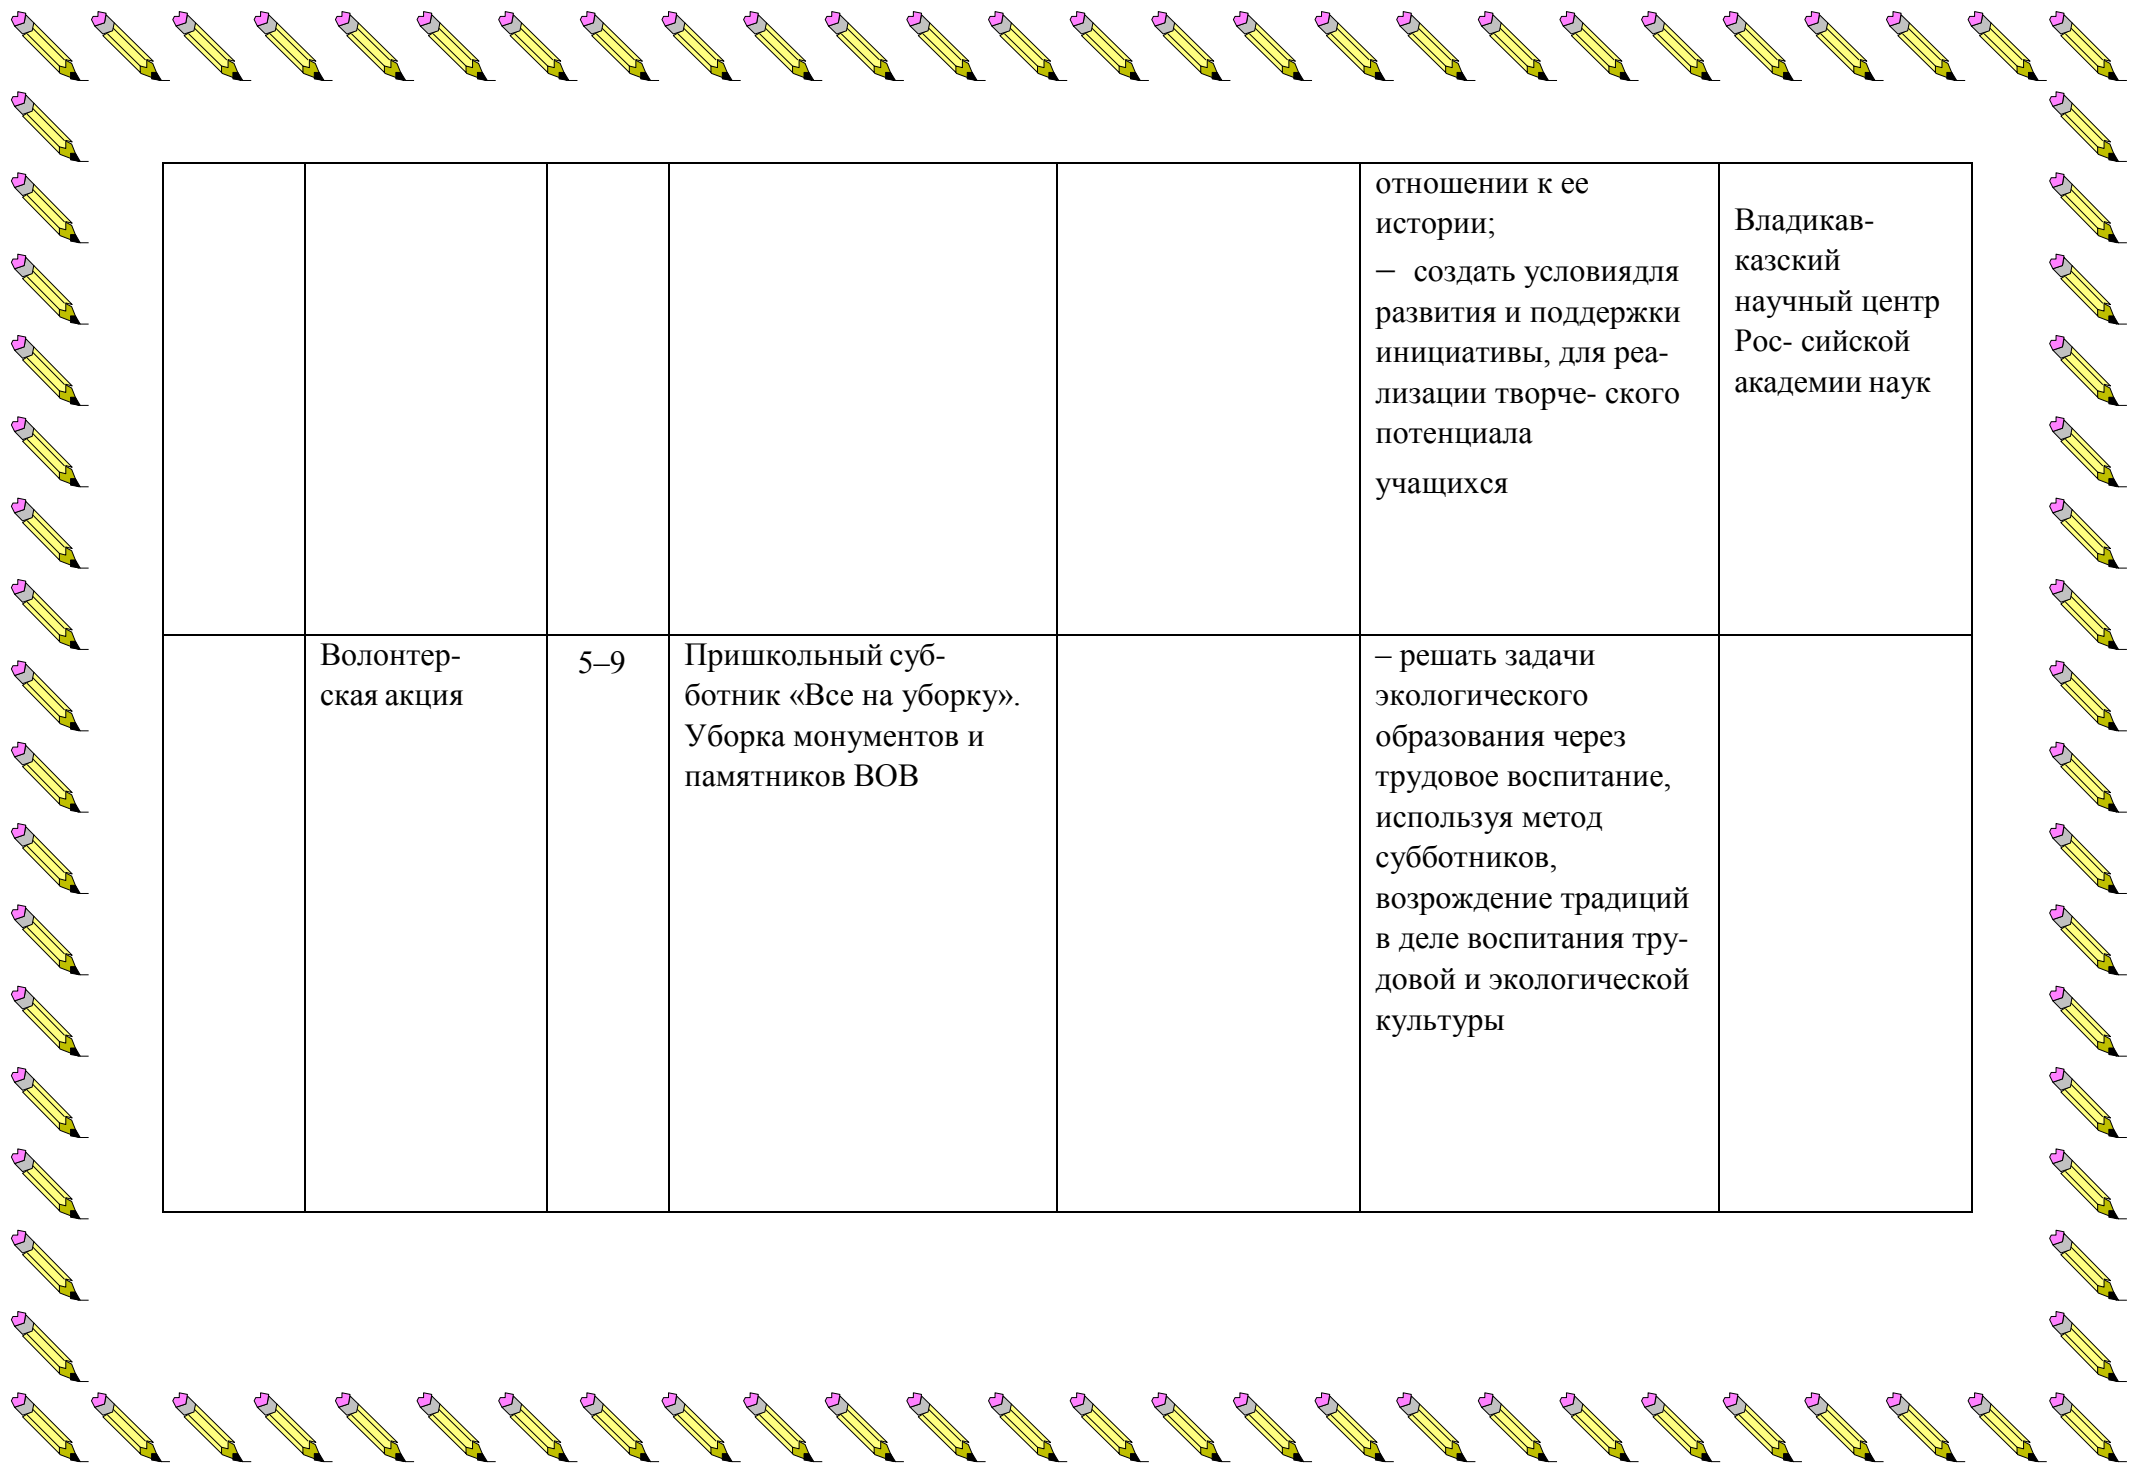 отношении к ее
истории;
– создать условиядля
развития и поддержки
инициативы, для реа-
лизации творче- ского
потенциала
учащихся
Владикав-
казский
научный центр
Рос- сийской
академии наук
Волонтер-
ская акция
5–9
Пришкольный суб-
ботник «Все на уборку».
Уборка монументов и
памятников ВОВ
– решать задачи
экологического
образования через
трудовое воспитание,
используя метод
субботников,
возрождение традиций
в деле воспитания тру-
довой и экологической
культуры